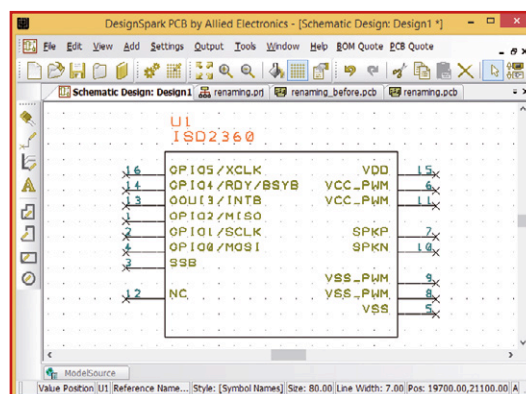 DesignSpark PCB by Allied Electronics - [Schematic Design: Design1 *]
File Edit View Add Settings Output Tools Window Help BOM Quote PCB Quote
Schematic Design: Design1 renaming.prj renaming_before.pcb renaming.pcb
U1
ISD2360
16 GPIO5/XCLK VDD 15
14 GPIO4/RDY/BSYB VCC_PWM 6
13 GOUI3/INTB VCC_PWM 11
1 GPIO2/MISO
2 GPIO1/SCLK SPKP 7
4 GPIO0/MOSI SPKN 10
3 SSB
VSS_PWM 9
12 NC VSS_PWM 8
VSS 5
ModelSource
Value Position U1 Reference Name... Style: [Symbol Names] Size: 80.00 Line Width: 7.00 Pos: 19700.00,21100.00 A